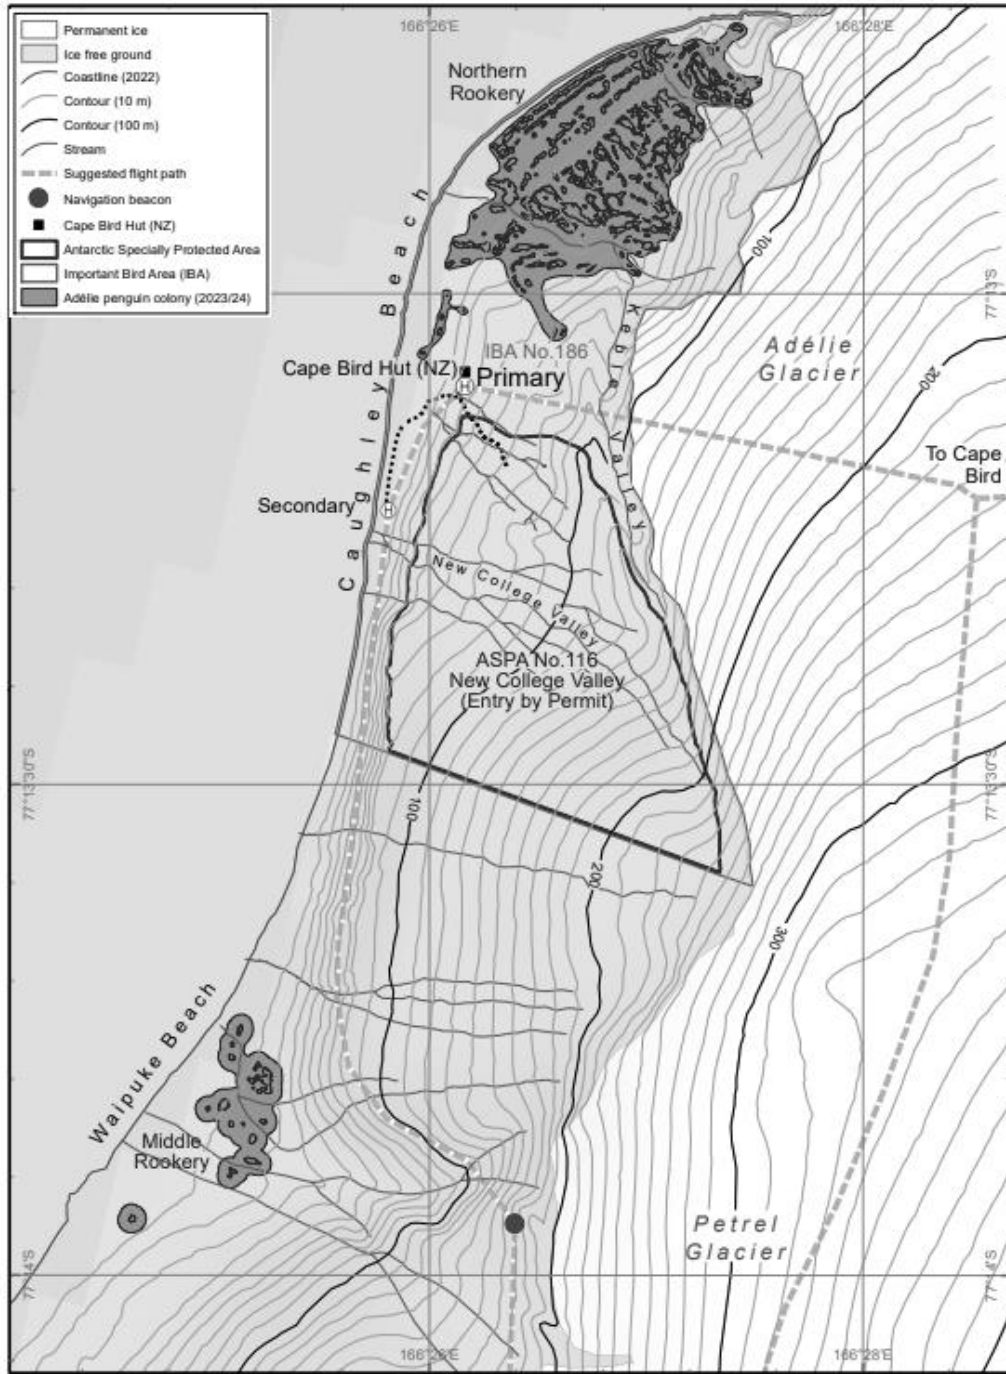 Permanent ice
Ice free ground
Coastline (2022)
Contour (10 m)
Contour (100 m)
Stream
Suggested flight path
Navigation beacon
Cape Bird Hut (NZ)
Antarctic Specially Protected Area
Important Bird Area (IBA)
Adélie penguin colony (2023/24)
166°26'E
166°28'E
Northern
Rookery
100
77°13'S
Caughley Beach
Keble Valley
IBA No.186
Cape Bird Hut (NZ)
H
Primary
Adélie
Glacier
200
To Cape
Bird
Secondary
H
New College Valley
ASPA No.116
New College Valley
(Entry by Permit)
77°13'30"S
77°13'30"S
100
200
300
Waipuke Beach
Middle
Rookery
Petrel
Glacier
77°14'S
77°14'S
166°26'E
166°28'E